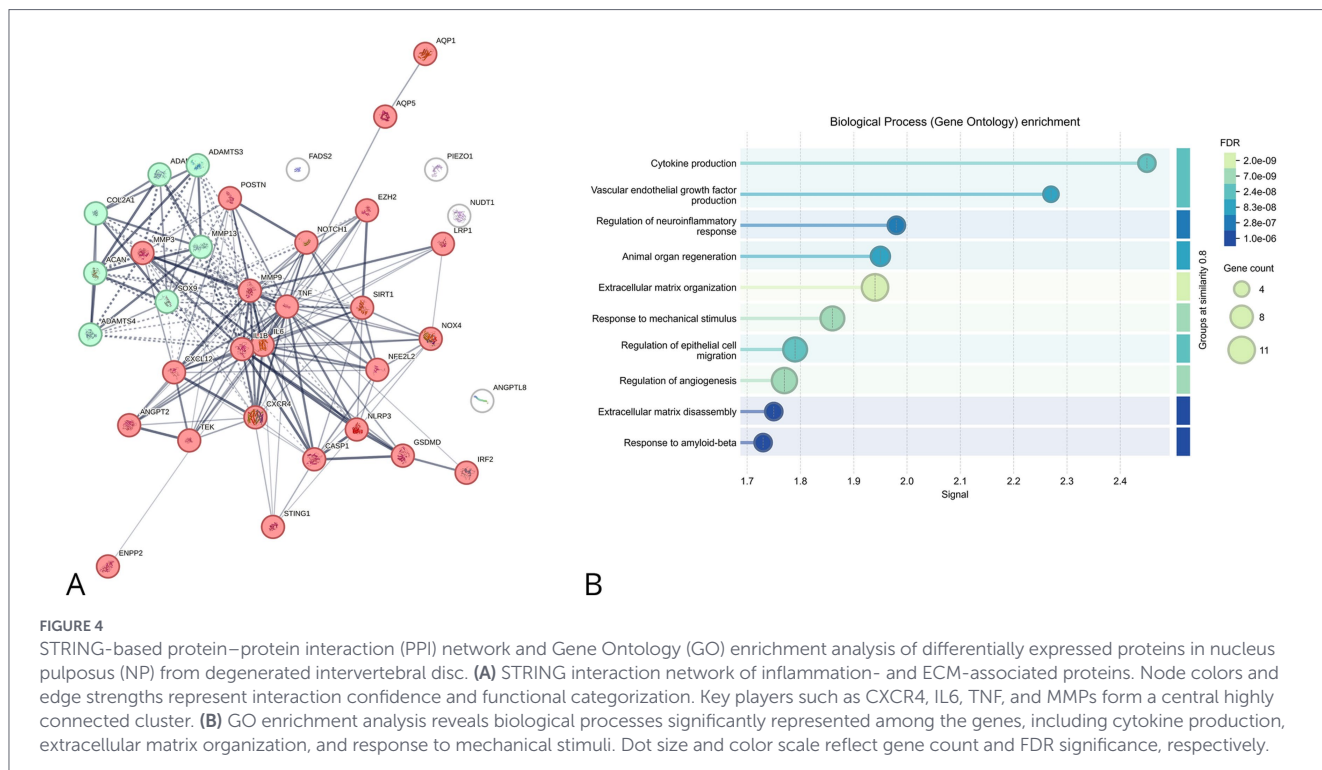 AQP1
AQP5
ADAMTS3
FADS2
PIEZO1
POSTN
EZH2
COL2A1
NUDT1
MMP13
NOTCH1
LRP1
MMP3
ACAN
MMP9
TNF
SOX9
SIRT1
ADAMTS4
IL1B
IL6
NOX4
CXCL12
NFE2L2
ANGPTL8
ANGPT2
CXCR4
NLRP3
TEK
CASP1
GSDMD
IRF2
STING1
ENPP2
A
Biological Process (Gene Ontology) enrichment
Cytokine production
Vascular endothelial growth factor
production
Regulation of neuroinflammatory
response
Animal organ regeneration
Extracellular matrix organization
Response to mechanical stimulus
Regulation of epithelial cell
migration
Regulation of angiogenesis
Extracellular matrix disassembly
Response to amyloid-beta
1.7 1.8 1.9 2.0 2.1 2.2 2.3 2.4
Signal
Groups at similarity 0.8
FDR
2.0e-09
7.0e-09
2.4e-08
8.3e-08
2.8e-07
1.0e-06
Gene count
4
8
11
B
FIGURE 4
STRING-based protein–protein interaction (PPI) network and Gene Ontology (GO) enrichment analysis of differentially expressed proteins in nucleus
pulposus (NP) from degenerated intervertebral disc. (A) STRING interaction network of inflammation- and ECM-associated proteins. Node colors and
edge strengths represent interaction confidence and functional categorization. Key players such as CXCR4, IL6, TNF, and MMPs form a central highly
connected cluster. (B) GO enrichment analysis reveals biological processes significantly represented among the genes, including cytokine production,
extracellular matrix organization, and response to mechanical stimuli. Dot size and color scale reflect gene count and FDR significance, respectively.